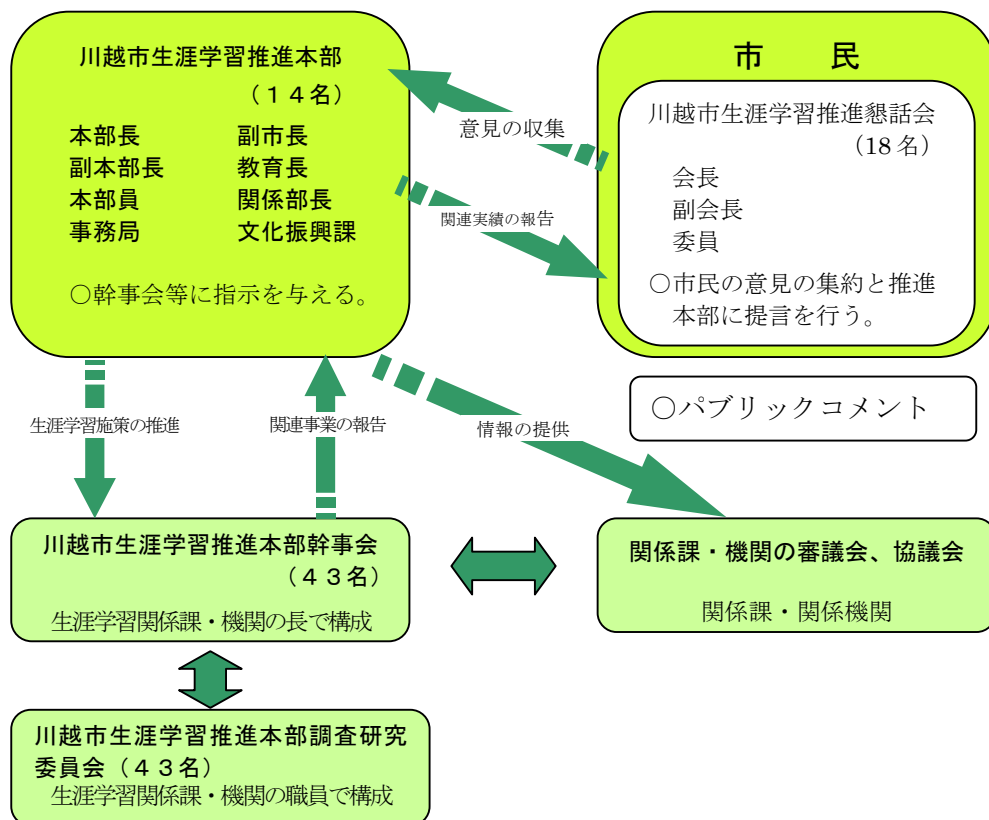 川越市生涯学習推進本部
（１４名）
本部長 副市長
副本部長 教育長
本部員 関係部長
事務局 文化振興課
○幹事会等に指示を与える。
意見の収集
関連実績の報告
市 民
川越市生涯学習推進懇話会
（18 名）
会長
副会長
委員
○市民の意見の集約と推進
本部に提言を行う。
○パブリックコメント
生涯学習施策の推進
関連事業の報告
情報の提供
川越市生涯学習推進本部幹事会
（４３名）
生涯学習関係課・機関の長で構成
関係課・機関の審議会、協議会
関係課・関係機関
川越市生涯学習推進本部調査研究
委員会（４３名）
生涯学習関係課・機関の職員で構成